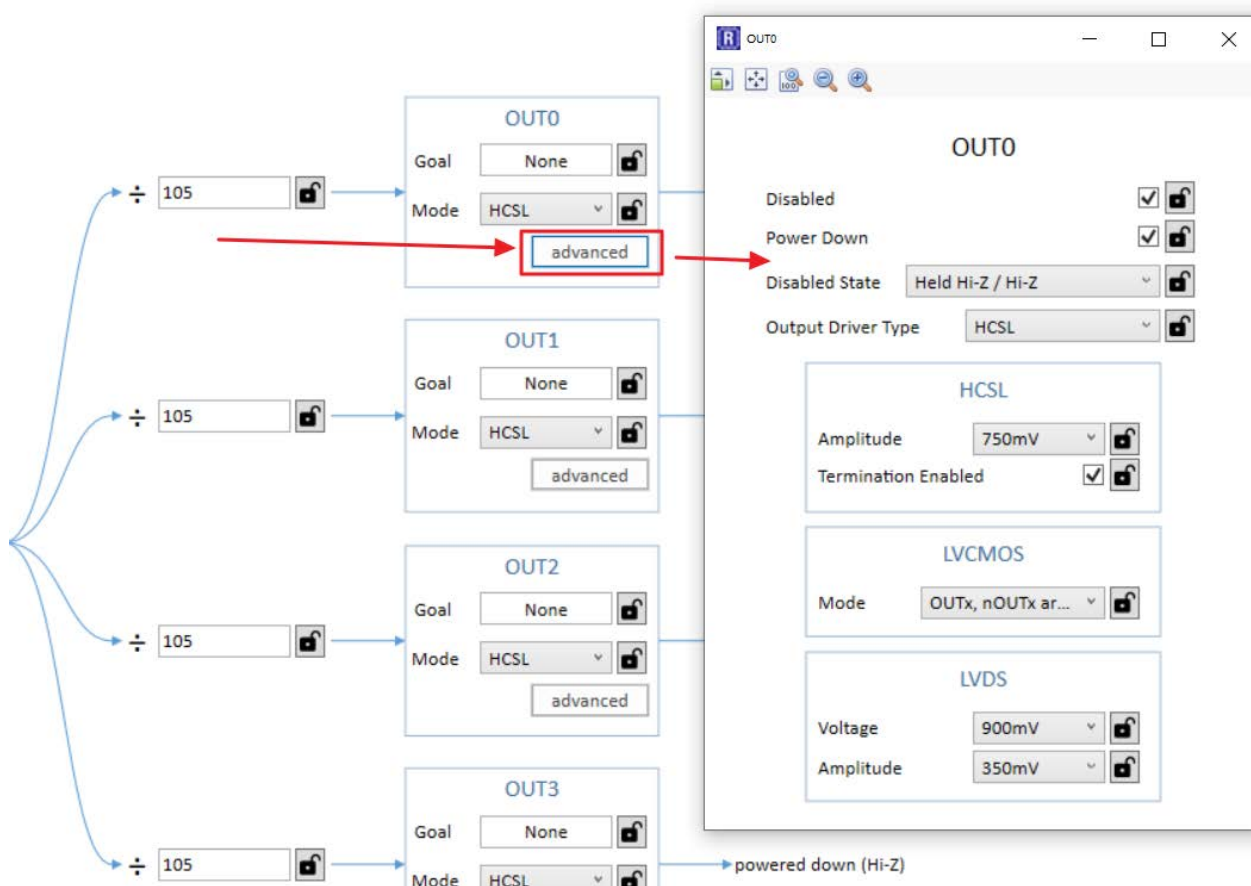 OUT0
Goal None
÷ 105
Mode HCSL
advanced
OUT1
Goal None
÷ 105
Mode HCSL
advanced
OUT2
Goal None
÷ 105
Mode HCSL
advanced
OUT3
Goal None
÷ 105
powered down (Hi-Z)
Mode HCSL
R OUT0
100
OUT0
Disabled
Power Down
Disabled State Held Hi-Z / Hi-Z
Output Driver Type HCSL
HCSL
Amplitude 750mV
Termination Enabled
LVCMOS
Mode OUTx, nOUTx ar...
LVDS
Voltage 900mV
Amplitude 350mV